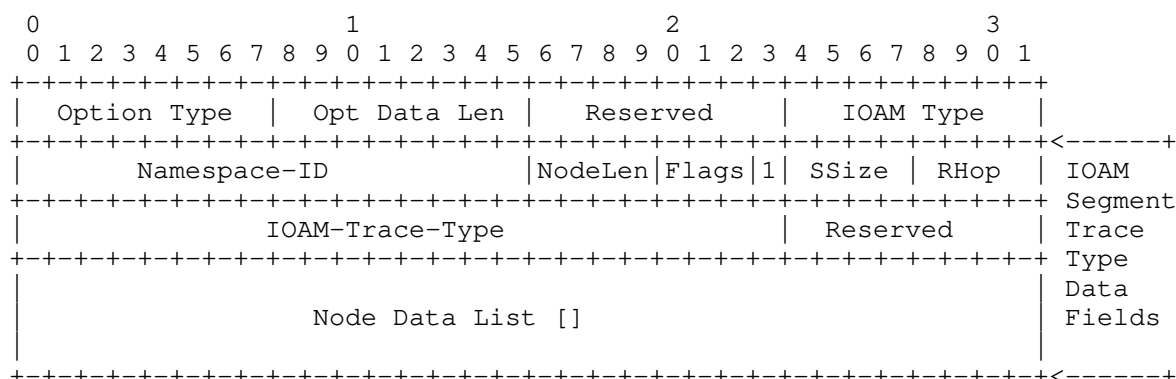 0                   1                   2                   3
 0 1 2 3 4 5 6 7 8 9 0 1 2 3 4 5 6 7 8 9 0 1 2 3 4 5 6 7 8 9 0 1
+-+-+-+-+-+-+-+-+-+-+-+-+-+-+-+-+-+-+-+-+-+-+-+-+-+-+-+-+-+-+-+-+
|  Option Type  |  Opt Data Len |   Reserved    |   IOAM Type   |
+-+-+-+-+-+-+-+-+-+-+-+-+-+-+-+-+-+-+-+-+-+-+-+-+-+-+-+-+-+-+-+-+<------+
|       Namespace-ID            |NodeLen|Flags|1| SSize | RHop  | IOAM
+-+-+-+-+-+-+-+-+-+-+-+-+-+-+-+-+-+-+-+-+-+-+-+-+-+-+-+-+-+-+-+-+ Segment
|               IOAM-Trace-Type                 |  Reserved     | Trace
+-+-+-+-+-+-+-+-+-+-+-+-+-+-+-+-+-+-+-+-+-+-+-+-+-+-+-+-+-+-+-+-+ Type
|                                                               | Data
|                  Node Data List []                            | Fields
|                                                               |
+-+-+-+-+-+-+-+-+-+-+-+-+-+-+-+-+-+-+-+-+-+-+-+-+-+-+-+-+-+-+-+-+<------+